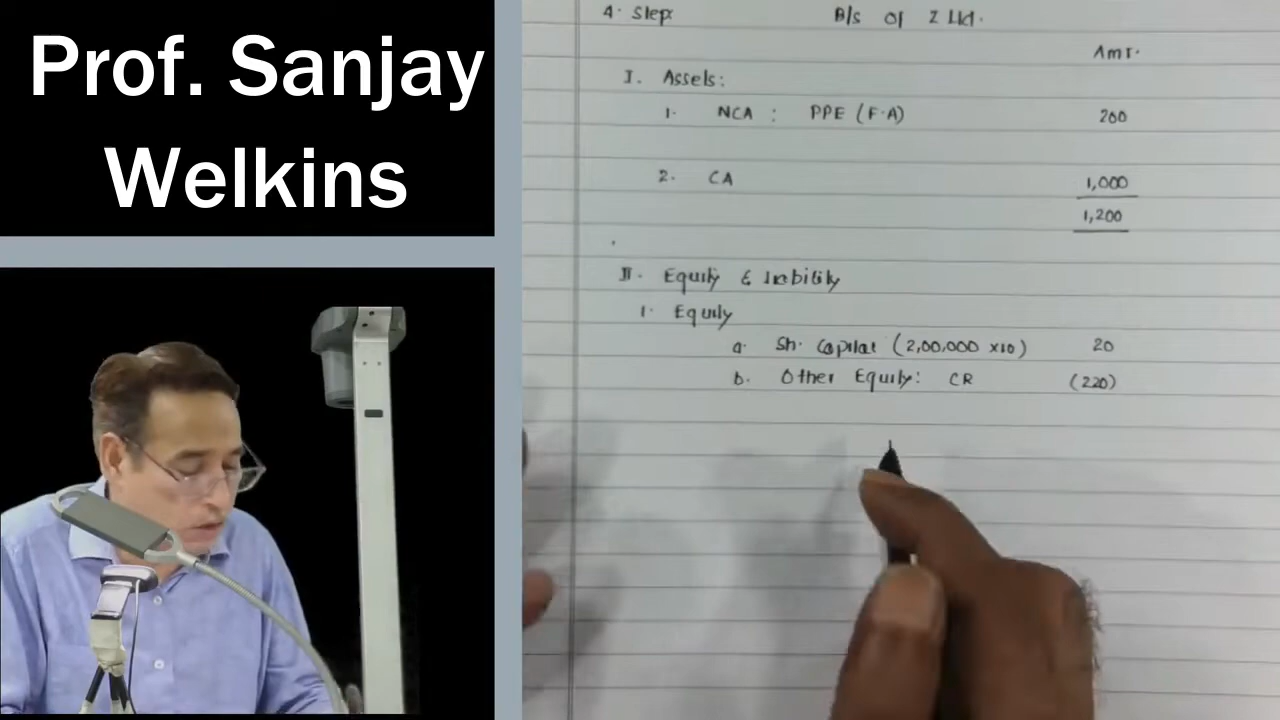 Prof. Sanjay
Welkins
4. Step: B/s of Z Ltd.
Amt.
I. Assets:
1. NCA : PPE (F.A) 200
2. CA 1,000
1,200
II. Equity & liability
1. Equity
a. Sh. Capital (2,00,000 x10) 20
b. Other Equity: CR (220)